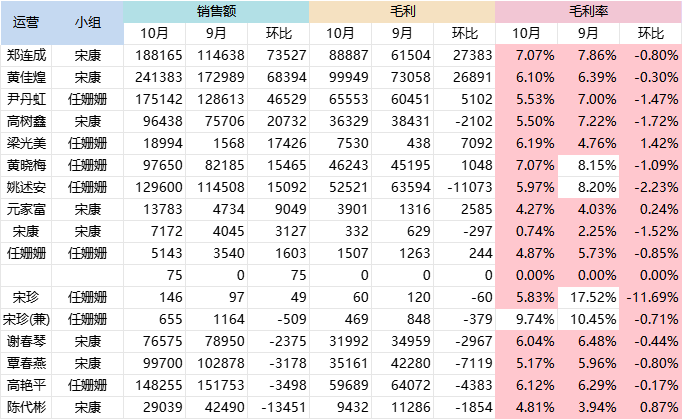 运营 小组 销售额 毛利 毛利率
10月 9月 环比 10月 9月 环比 10月 9月 环比
郑连成 宋康 188165 114638 73527 88887 61504 27383 7.07% 7.86% -0.80%
黄佳煌 宋康 241383 172989 68394 99949 73058 26891 6.10% 6.39% -0.30%
尹丹虹 任姗姗 175142 128613 46529 65553 60451 5102 5.53% 7.00% -1.47%
高树鑫 宋康 96438 75706 20732 36329 38431 -2102 5.50% 7.22% -1.72%
梁光美 任姗姗 18994 1568 17426 7530 438 7092 6.19% 4.76% 1.42%
黄晓梅 任姗姗 97650 82185 15465 46243 45195 1048 7.07% 8.15% -1.09%
姚述安 任姗姗 129600 114508 15092 52521 63594 -11073 5.97% 8.20% -2.23%
元家富 宋康 13783 4734 9049 3901 1316 2585 4.27% 4.03% 0.24%
宋康 宋康 7172 4045 3127 332 629 -297 0.74% 2.25% -1.52%
任姗姗 任姗姗 5143 3540 1603 1507 1263 244 4.87% 5.73% -0.85%
75 0 75 0 0 0 0.00% 0.00% 0.00%
宋珍 任姗姗 146 97 49 60 120 -60 5.83% 17.52% -11.69%
宋珍(兼) 任姗姗 655 1164 -509 469 848 -379 9.74% 10.45% -0.71%
谢春琴 宋康 76575 78950 -2375 31992 34959 -2967 6.04% 6.48% -0.44%
覃春燕 宋康 99700 102878 -3178 35161 42280 -7119 5.17% 5.96% -0.80%
高艳平 任姗姗 148255 151753 -3498 59689 64072 -4383 6.12% 6.29% -0.17%
陈代彬 宋康 29039 42490 -13451 9432 11286 -1854 4.81% 3.94% 0.87%